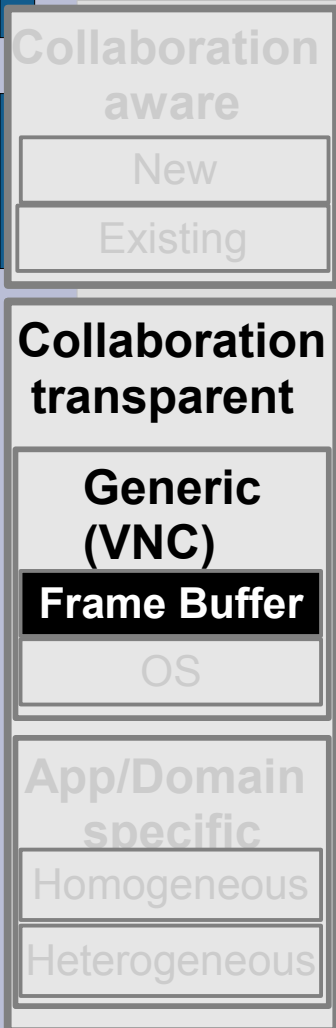 Collaboration
aware
New
Existing
Collaboration
transparent
Generic
(VNC)
Frame Buffer
OS
App/Domain
specific
Homogeneous
Heterogeneous